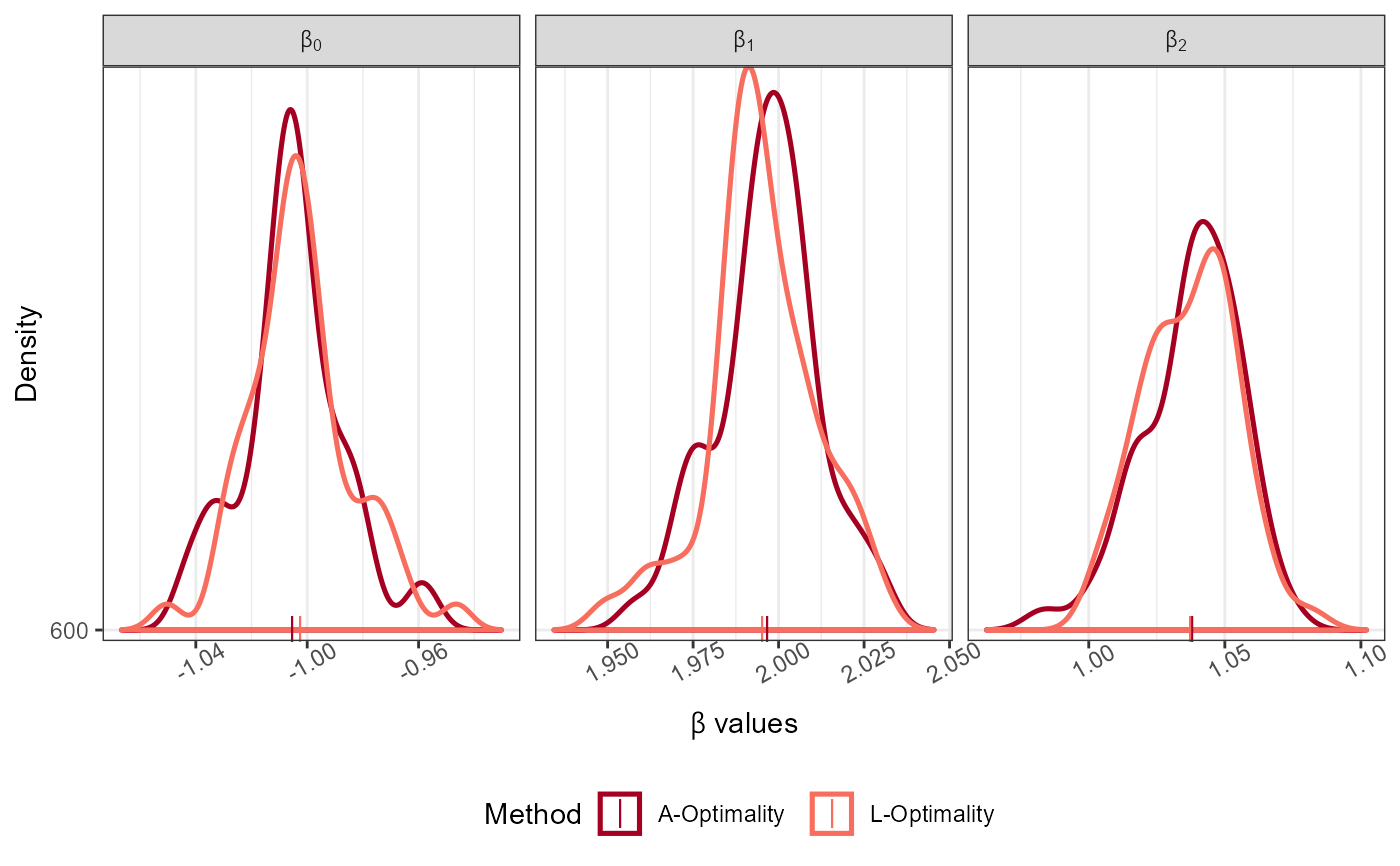 β₀ β₁ β₂
Density
600
-1.04 -1.00 -0.96 1.950 1.975 2.000 2.025 2.050 1.00 1.05 1.10
β values
Method A-Optimality L-Optimality